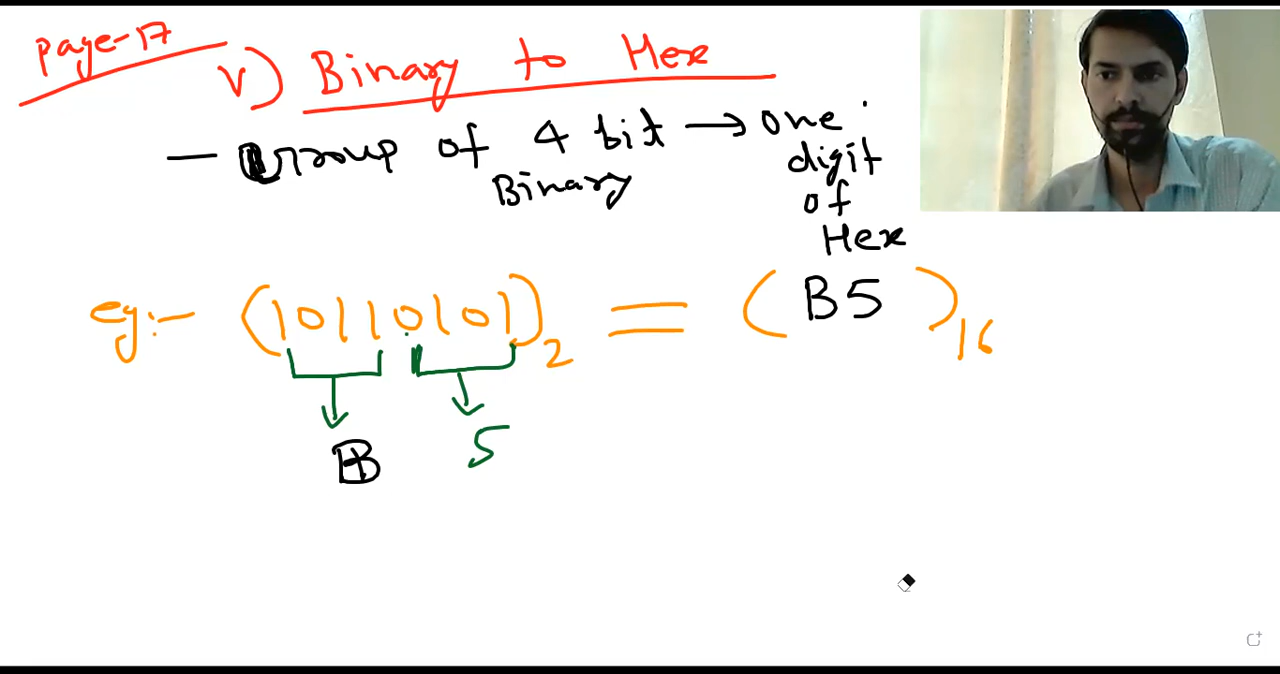 page-17
v) Binary to Hex
— Group of 4 bit → one digit of Hex
Binary
eg:- (10110101)2 = (B5)16
B 5